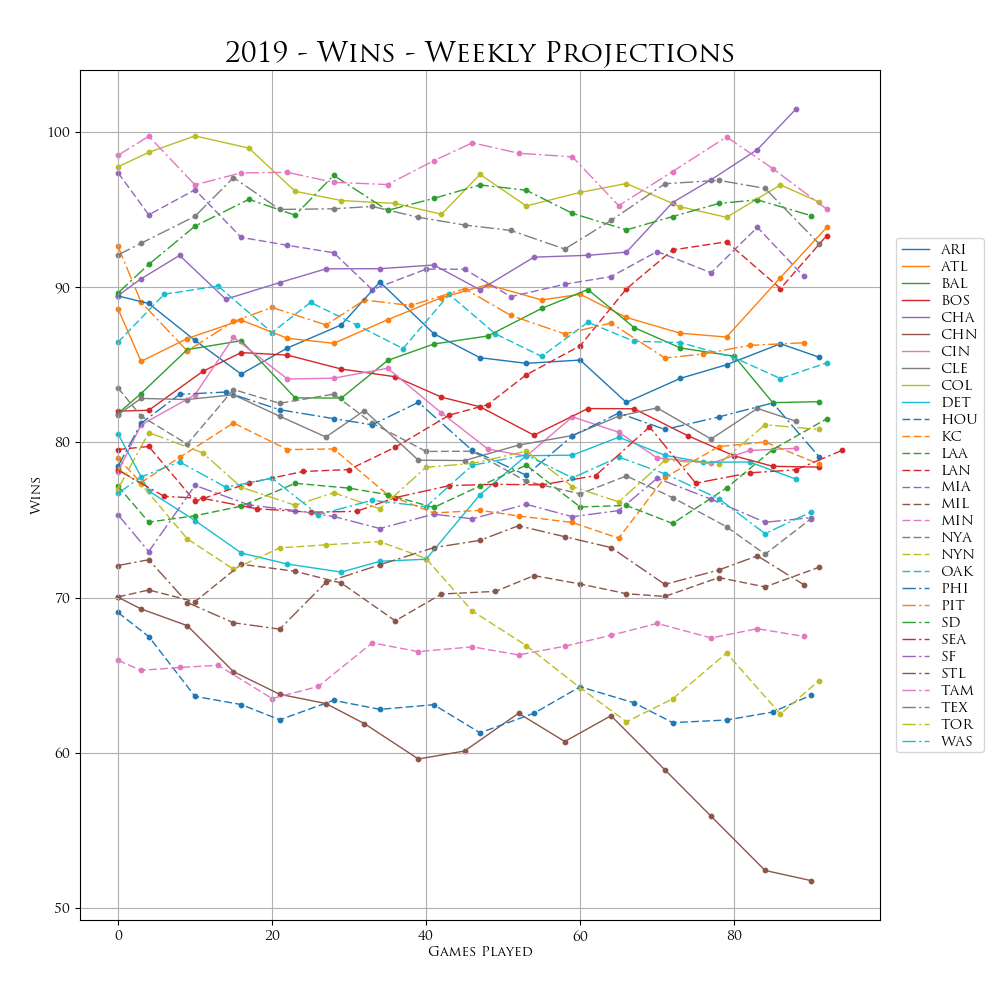 2019 - Wins - Weekly Projections
100
90
80
70
60
50
Wins
0 20 40 60 80
Games Played
ARI
ATL
BAL
BOS
CHA
CHN
CIN
CLE
COL
DET
HOU
KC
LAA
LAN
MIA
MIL
MIN
NYA
NYN
OAK
PHI
PIT
SD
SEA
SF
STL
TAM
TEX
TOR
WAS